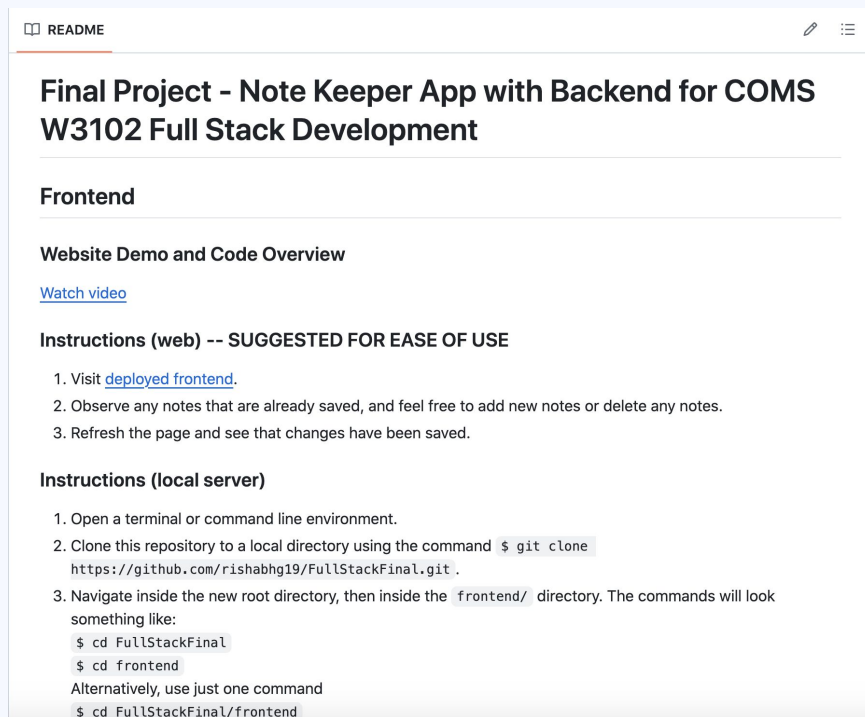 README
Final Project - Note Keeper App with Backend for COMS
W3102 Full Stack Development
Frontend
Website Demo and Code Overview
Watch video
Instructions (web) -- SUGGESTED FOR EASE OF USE
1. Visit deployed frontend.
2. Observe any notes that are already saved, and feel free to add new notes or delete any notes.
3. Refresh the page and see that changes have been saved.
Instructions (local server)
1. Open a terminal or command line environment.
2. Clone this repository to a local directory using the command $ git clone
https://github.com/rishabhg19/FullStackFinal.git.
3. Navigate inside the new root directory, then inside the frontend/ directory. The commands will look
something like:
$ cd FullStackFinal
$ cd frontend
Alternatively, use just one command
$ cd FullStackFinal/frontend